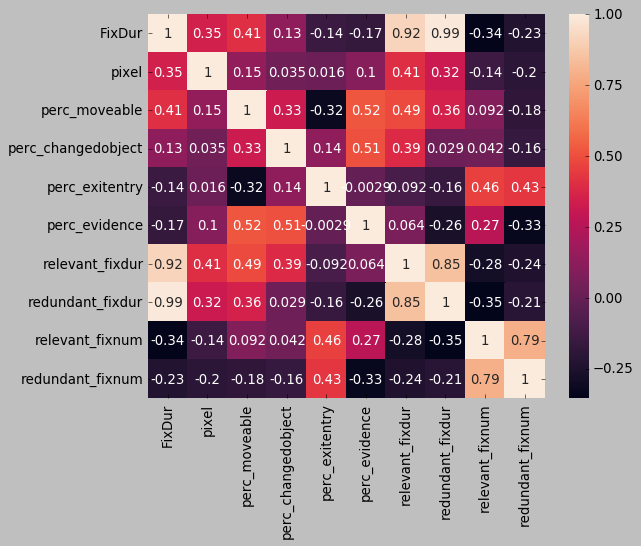 FixDur 1 0.35 0.41 0.13 -0.14 -0.17 0.92 0.99 -0.34 -0.23
pixel 0.35 1 0.15 0.035 0.016 0.1 0.41 0.32 -0.14 -0.2
perc_moveable 0.41 0.15 1 0.33 -0.32 0.52 0.49 0.36 0.092 -0.18
perc_changedobject 0.13 0.035 0.33 1 0.14 0.51 0.39 0.029 0.042 -0.16
perc_exitentry -0.14 0.016 -0.32 0.14 1 -0.0029 -0.092 -0.16 0.46 0.43
perc_evidence -0.17 0.1 0.52 0.51 -0.0029 1 0.064 -0.26 0.27 -0.33
relevant_fixdur 0.92 0.41 0.49 0.39 -0.092 0.064 1 0.85 -0.28 -0.24
redundant_fixdur 0.99 0.32 0.36 0.029 -0.16 -0.26 0.85 1 -0.35 -0.21
relevant_fixnum -0.34 -0.14 0.092 0.042 0.46 0.27 -0.28 -0.35 1 0.79
redundant_fixnum -0.23 -0.2 -0.18 -0.16 0.43 -0.33 -0.24 -0.21 0.79 1
FixDur
pixel
perc_moveable
perc_changedobject
perc_exitentry
perc_evidence
relevant_fixdur
redundant_fixdur
relevant_fixnum
redundant_fixnum
1.00
0.75
0.50
0.25
0.00
−0.25